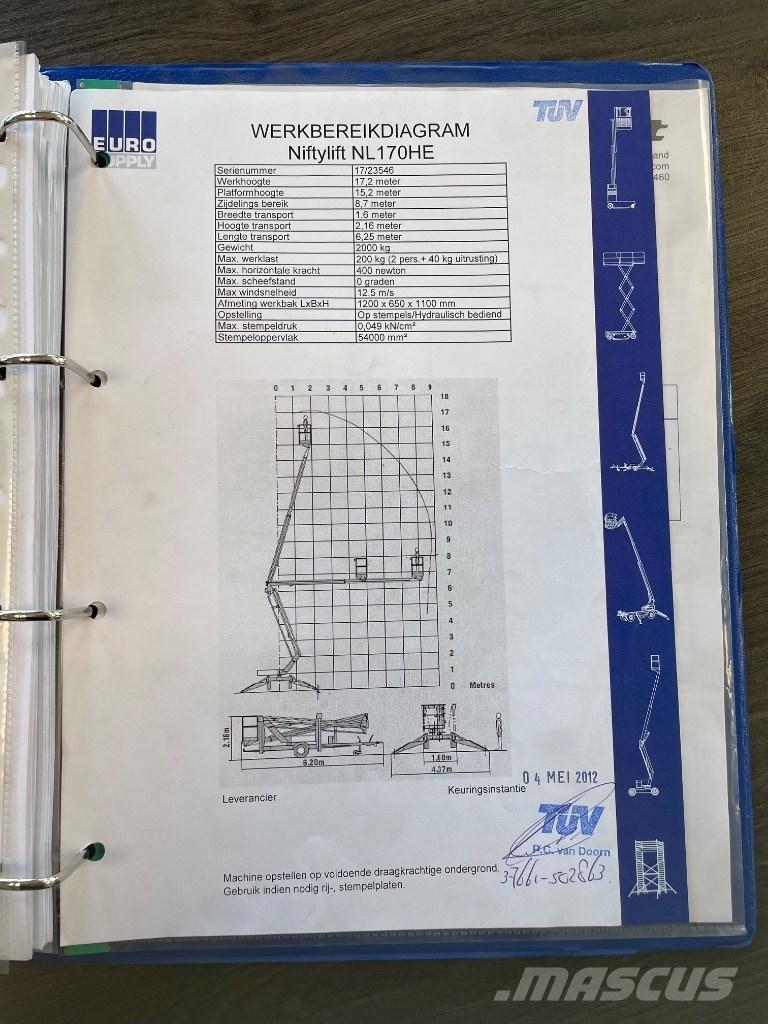 EURO
SUPPLY
TÜV
WERKBEREIKDIAGRAM
Niftylift NL170HE
Serienummer 17/23546
Werkhoogte 17,2 meter
Platformhoogte 15,2 meter
Zijdelings bereik 8,7 meter
Breedte transport 1,6 meter
Hoogte transport 2,16 meter
Lengte transport 6,25 meter
Gewicht 2000 kg
Max. werklast 200 kg (2 pers.+ 40 kg uitrusting)
Max. horizontale kracht 400 newton
Max. scheefstand 0 graden
Max windsnelheid 12.5 m/s
Afmeting werkbak LxBxH 1200 x 650 x 1100 mm
Opstelling Op stempels/Hydraulisch bediend
Max. stempeldruk 0,049 kN/cm²
Stempeloppervlak 54000 mm²
t
and
com
460
0 1 2 3 4 5 6 7 8 9
18
17
16
15
14
13
12
11
10
9
8
7
6
5
4
3
2
1
0 Metres
2.16m
6.20m
1.60m
4.37m
04 MEI 2012
Leverancier
Keuringsinstantie
TÜV
P.C. van Doorn
37661-502863
Machine opstellen op voldoende draagkrachtige ondergrond.
Gebruik indien nodig rij-, stempelplaten.
MASCUS